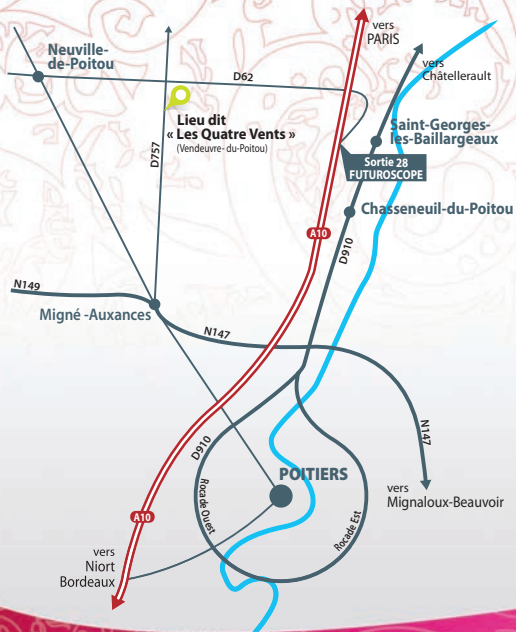 vers
PARIS
Neuville-
de-Poitou
vers
Châtellerault
D62
Lieu dit
« Les Quatre Vents »
(Vendeuvre- du-Poitou)
D757
Saint-Georges-
les-Baillargeaux
Sortie 28
FUTUROSCOPE
Chasseneuil-du-Poitou
A10
D910
N149
Migné -Auxances
N147
N147
D910
POITIERS
Rocade Ouest
Rocade Est
vers
Mignaloux-Beauvoir
A10
vers
Niort
Bordeaux